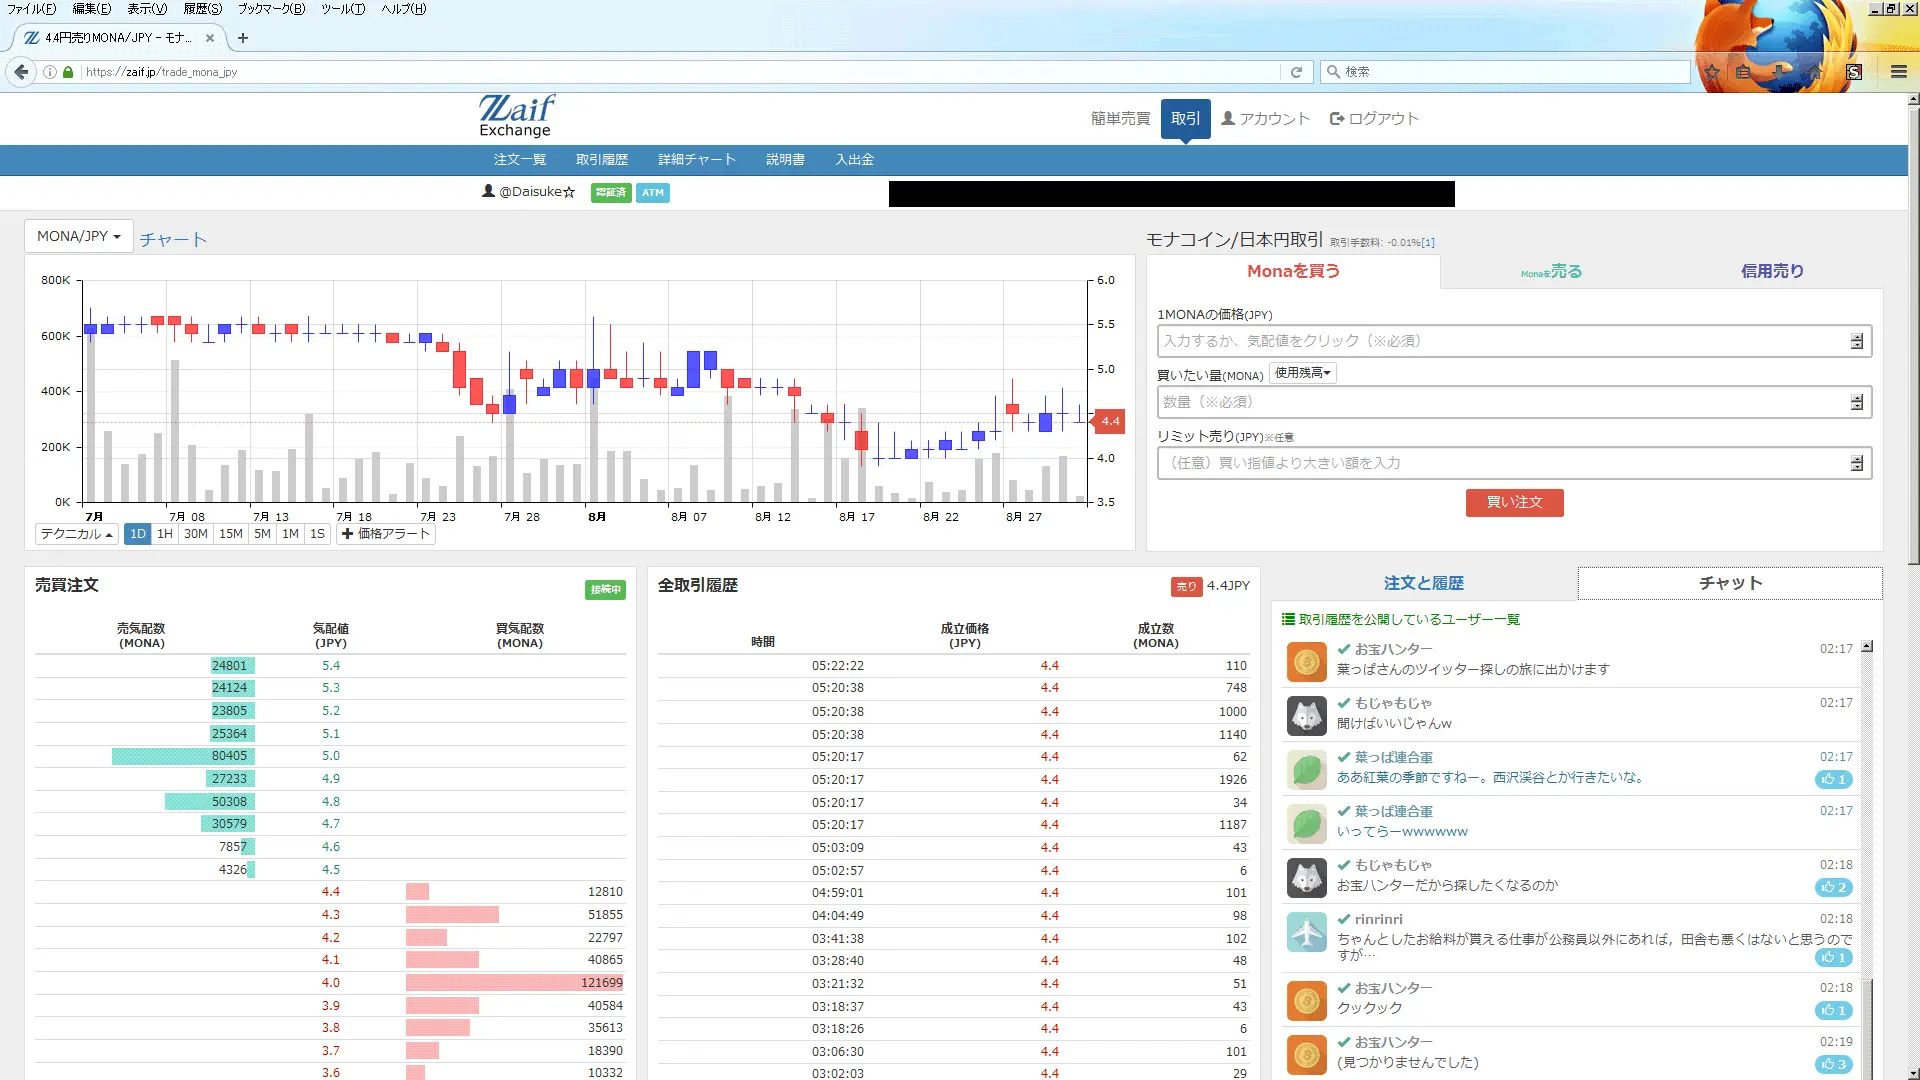 ファイル(F) 編集(E) 表示(V) 履歴(S) ブックマーク(B) ツール(T) ヘルプ(H)
4.4円売りMONA/JPY - モナ...
https://zaif.jp/trade_mona_jpy
検索
Zaif
Exchange
簡単売買 取引 アカウント ログアウト
注文一覧 取引履歴 詳細チャート 説明書 入出金
@Daisuke☆ 認証済 ATM
MONA/JPY チャート
800K 6.0
600K 5.5
5.0
400K
4.4
200K 4.0
0K 3.5
7月 7月 08 7月 13 7月 18 7月 23 7月 28 8月 8月 07 8月 12 8月 17 8月 22 8月 27
テクニカル 1D 1H 30M 15M 5M 1M 1S 価格アラート
モナコイン/日本円取引 取引手数料: -0.01%[1]
Monaを買う Monaを売る 信用売り
1MONAの価格(JPY)
入力するか、気配値をクリック（※必須）
買いたい量(MONA) 使用残高
数量（※必須）
リミット売り(JPY)※任意
（任意）買い指値より大きい額を入力
買い注文
売買注文 接続中
売気配数 気配値 買気配数
(MONA) (JPY) (MONA)
24801 5.4
24124 5.3
23805 5.2
25364 5.1
80405 5.0
27233 4.9
50308 4.8
30579 4.7
7857 4.6
4326 4.5
4.4 12810
4.3 51855
4.2 22797
4.1 40865
4.0 121699
3.9 40584
3.8 35613
3.7 18390
3.6 10332
全取引履歴 売り 4.4JPY
時間 成立価格 成立数
(JPY) (MONA)
05:22:22 4.4 110
05:20:38 4.4 748
05:20:38 4.4 1000
05:20:38 4.4 1140
05:20:17 4.4 62
05:20:17 4.4 1926
05:20:17 4.4 34
05:20:17 4.4 1187
05:03:09 4.4 43
05:02:57 4.4 6
04:59:01 4.4 101
04:04:49 4.4 98
03:41:38 4.4 102
03:28:40 4.4 48
03:21:32 4.4 51
03:18:37 4.4 43
03:18:26 4.4 6
03:06:30 4.4 101
03:02:03 4.4 29
注文と履歴 チャット
取引履歴を公開しているユーザー一覧
お宝ハンター 02:17
葉っぱさんのツイッター探しの旅に出かけます
もじゃもじゃ 02:17
聞けばいいじゃんw
葉っぱ連合軍 02:17
ああ紅葉の季節ですねー。西沢渓谷とか行きたいな。 1
葉っぱ連合軍 02:17
いってらーwwwwww
もじゃもじゃ 02:18
お宝ハンターだから探したくなるのか 2
rinrinri 02:18
ちゃんとしたお給料が貰える仕事が公務員以外にあれば，田舎も悪くはないと思うので
すが… 1
お宝ハンター 02:18
クックック 1
お宝ハンター 02:19
(見つかりませんでした) 3